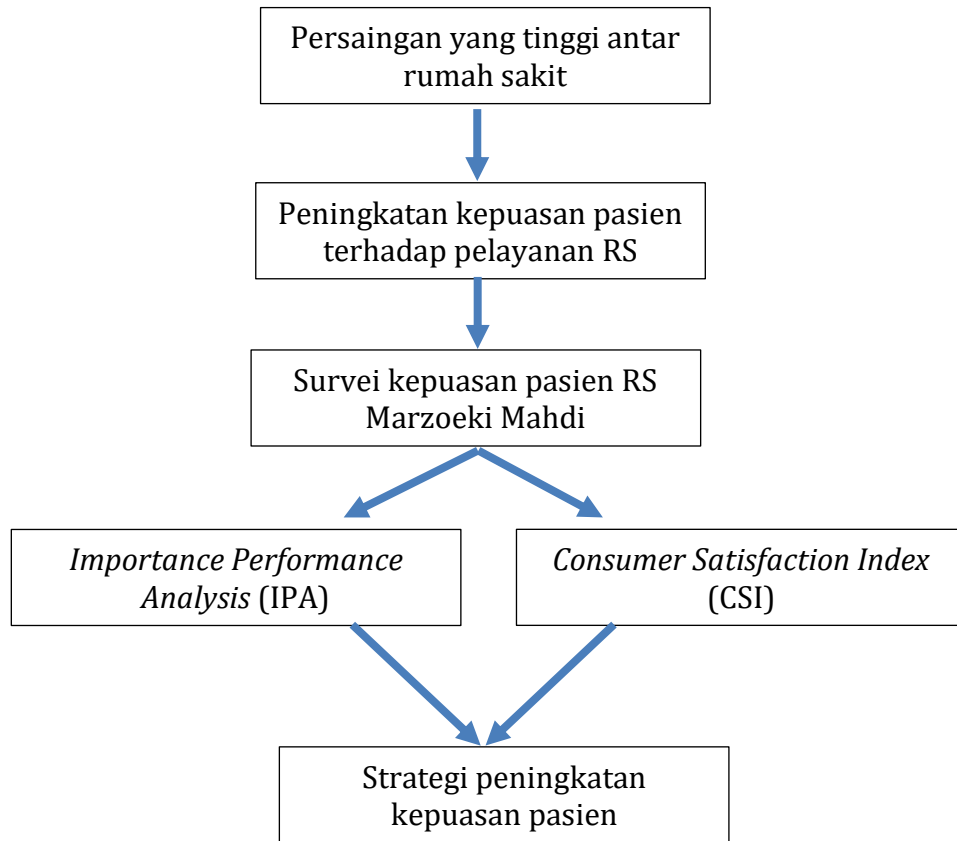 Persaingan yang tinggi antar
rumah sakit
Peningkatan kepuasan pasien
terhadap pelayanan RS
Survei kepuasan pasien RS
Marzoeki Mahdi
Importance Performance
Analysis (IPA)
Consumer Satisfaction Index
(CSI)
Strategi peningkatan
kepuasan pasien